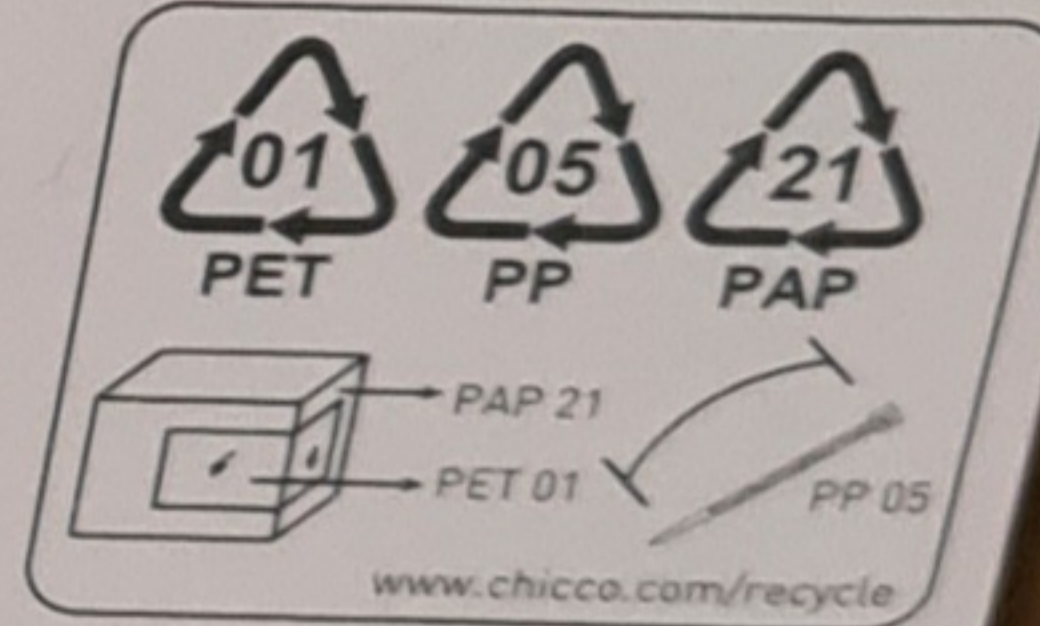 01 05 21
PET PP PAP
PAP 21
PET 01
PP 05
www.chicco.com/recycle